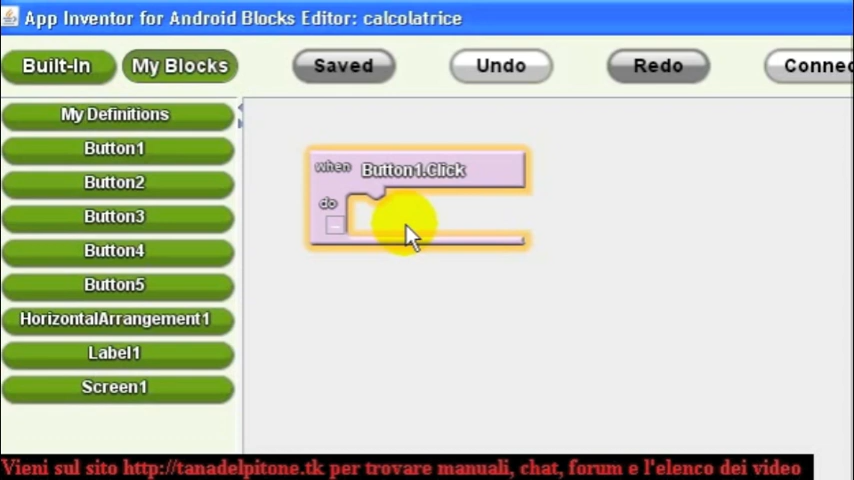 App Inventor for Android Blocks Editor: calcolatrice
Built-In
My Blocks
Saved
Undo
Redo
Connec
My Definitions
Button1
Button2
Button3
Button4
Button5
HorizontalArrangement1
Label1
Screen1
when Button1.Click
do
Vieni sul sito http://tanadelpitone.tk per trovare manuali, chat, forum e l'elenco dei video